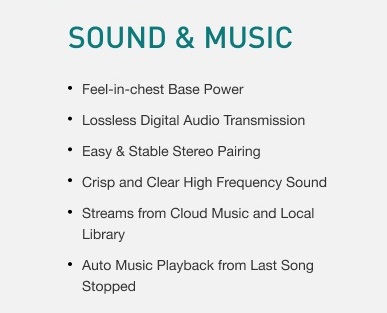 SOUND & MUSIC
• Feel-in-chest Base Power
• Lossless Digital Audio Transmission
• Easy & Stable Stereo Pairing
• Crisp and Clear High Frequency Sound
• Streams from Cloud Music and Local
Library
• Auto Music Playback from Last Song
Stopped